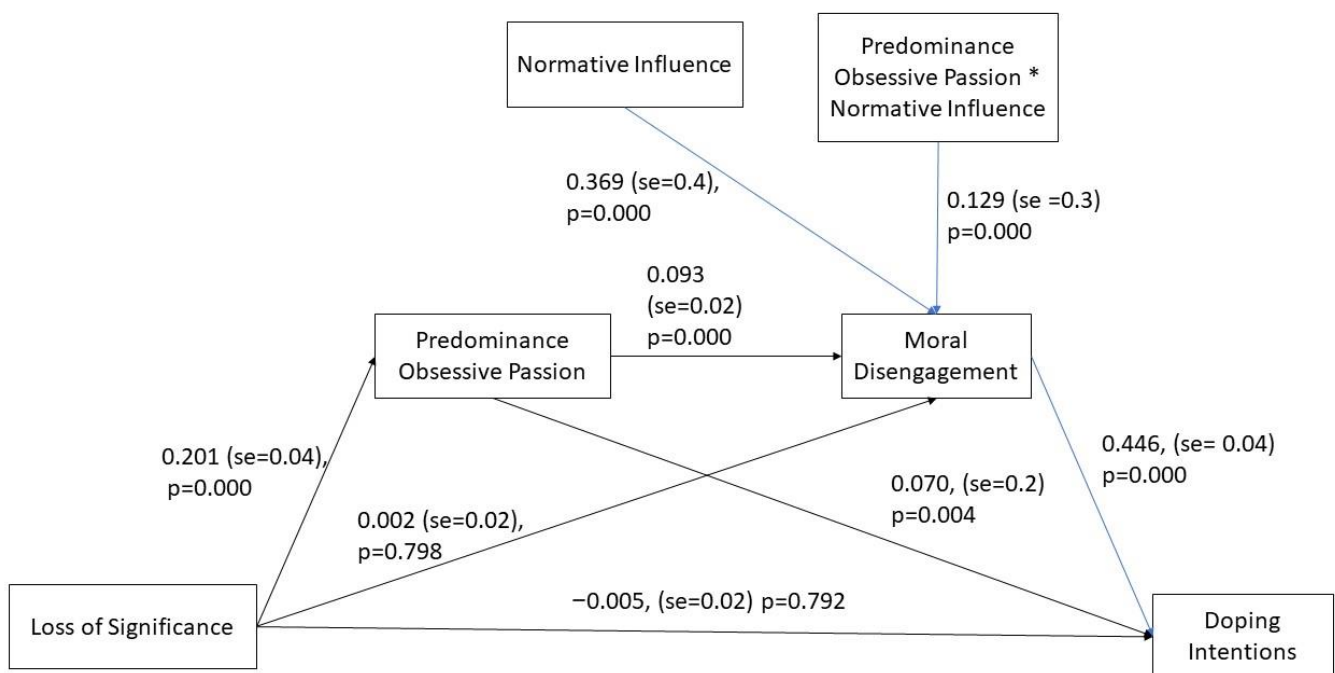 Normative Influence
Predominance
Obsessive Passion *
Normative Influence
0.369 (se=0.4),
p=0.000
0.129 (se =0.3)
p=0.000
0.093
(se=0.02)
p=0.000
Predominance
Obsessive Passion
Moral
Disengagement
0.201 (se=0.04),
p=0.000
0.002 (se=0.02),
p=0.798
0.070, (se=0.2)
p=0.004
0.446, (se= 0.04)
p=0.000
−0.005, (se=0.02) p=0.792
Loss of Significance
Doping
Intentions